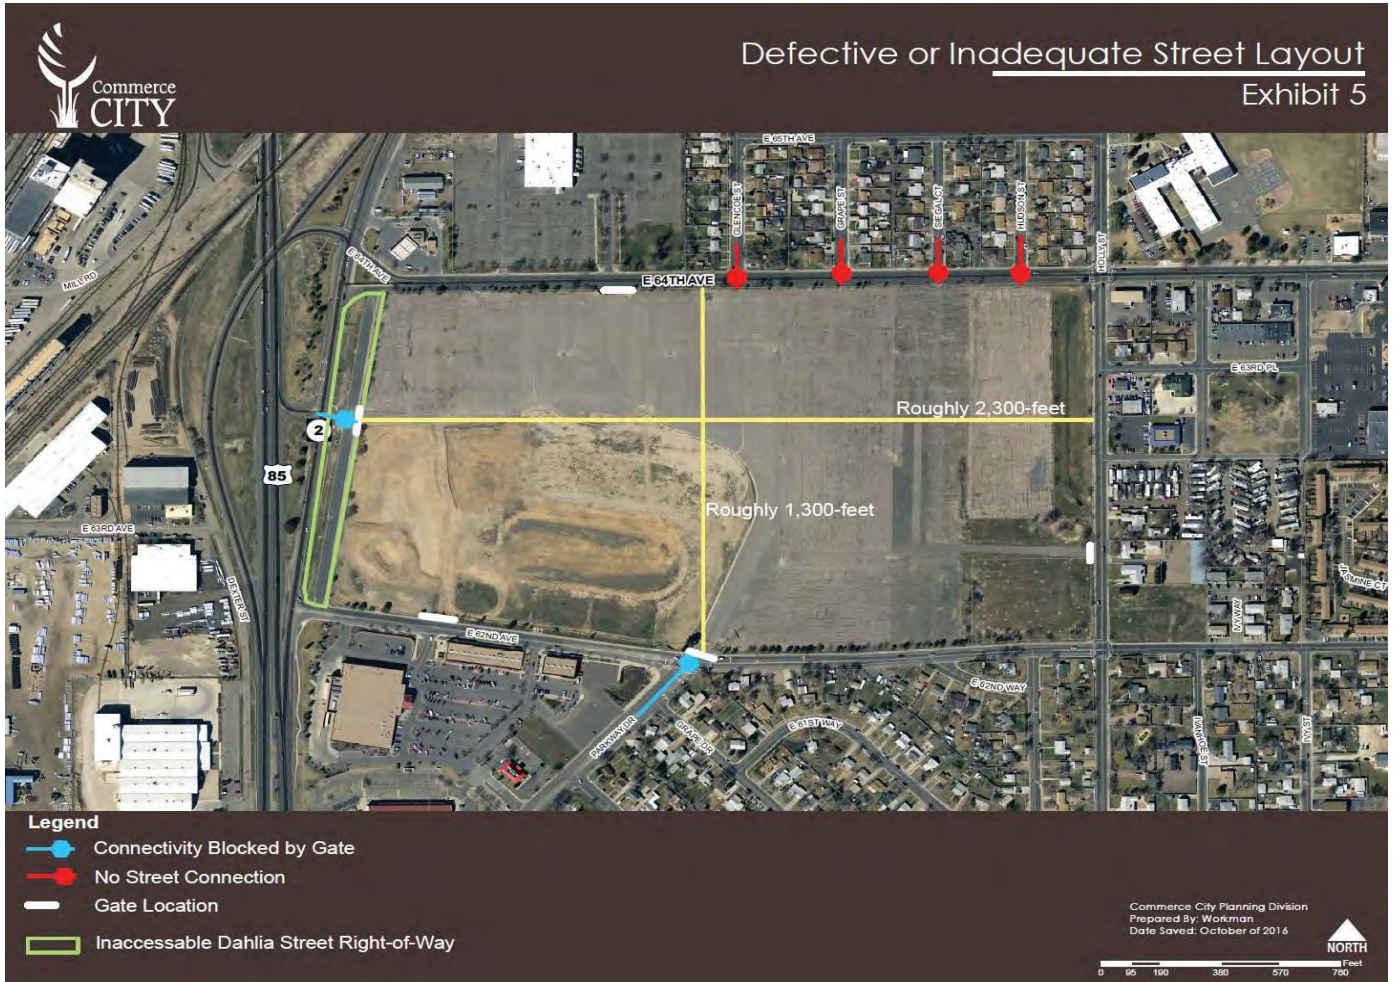 Commerce
CITY
Defective or Inadequate Street Layout
Exhibit 5
E 65TH AVE
GLENCOE ST
GRAPE ST
SEGAL CT
HUDSON ST
HOLLY ST
E 64TH AVE
E 64TH AVE
MILL RD
E 63RD PL
Roughly 2,300-feet
2
85
Roughly 1,300-feet
E 63RD AVE
DEXTER ST
JASMINE CT
IVY WAY
E 62ND AVE
E 62ND WAY
PARKWAY DR
GRAPE DR
E 61ST WAY
IVANHOE ST
IVY ST
Legend
Connectivity Blocked by Gate
No Street Connection
Gate Location
Inaccessable Dahlia Street Right-of-Way
Commerce City Planning Division
Prepared By: Workman
Date Saved: October of 2016
NORTH
Feet
0 95 190 380 570 760